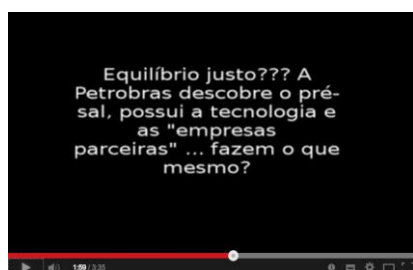 Equilíbrio justo??? A
Petrobras descobre o pré-
sal, possui a tecnologia e
as "empresas
parceiras" ... fazem o que
mesmo?
1:59 / 3:35